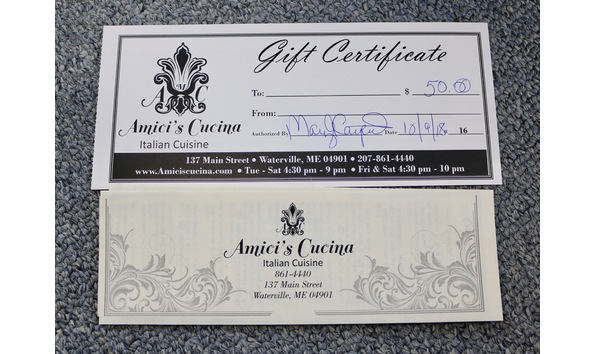 Gift Certificate
A C
Amici's Cucina
Italian Cuisine
To: $ 50.00
From:
Authorized By Date 10/9/18 16
137 Main Street • Waterville, ME 04901 • 207-861-4440
www.Amiciscucina.com • Tue - Sat 4:30 pm - 9 pm • Fri & Sat 4:30 pm - 10 pm
Amici's Cucina
Italian Cuisine
861-4440
137 Main Street
Waterville, ME 04901